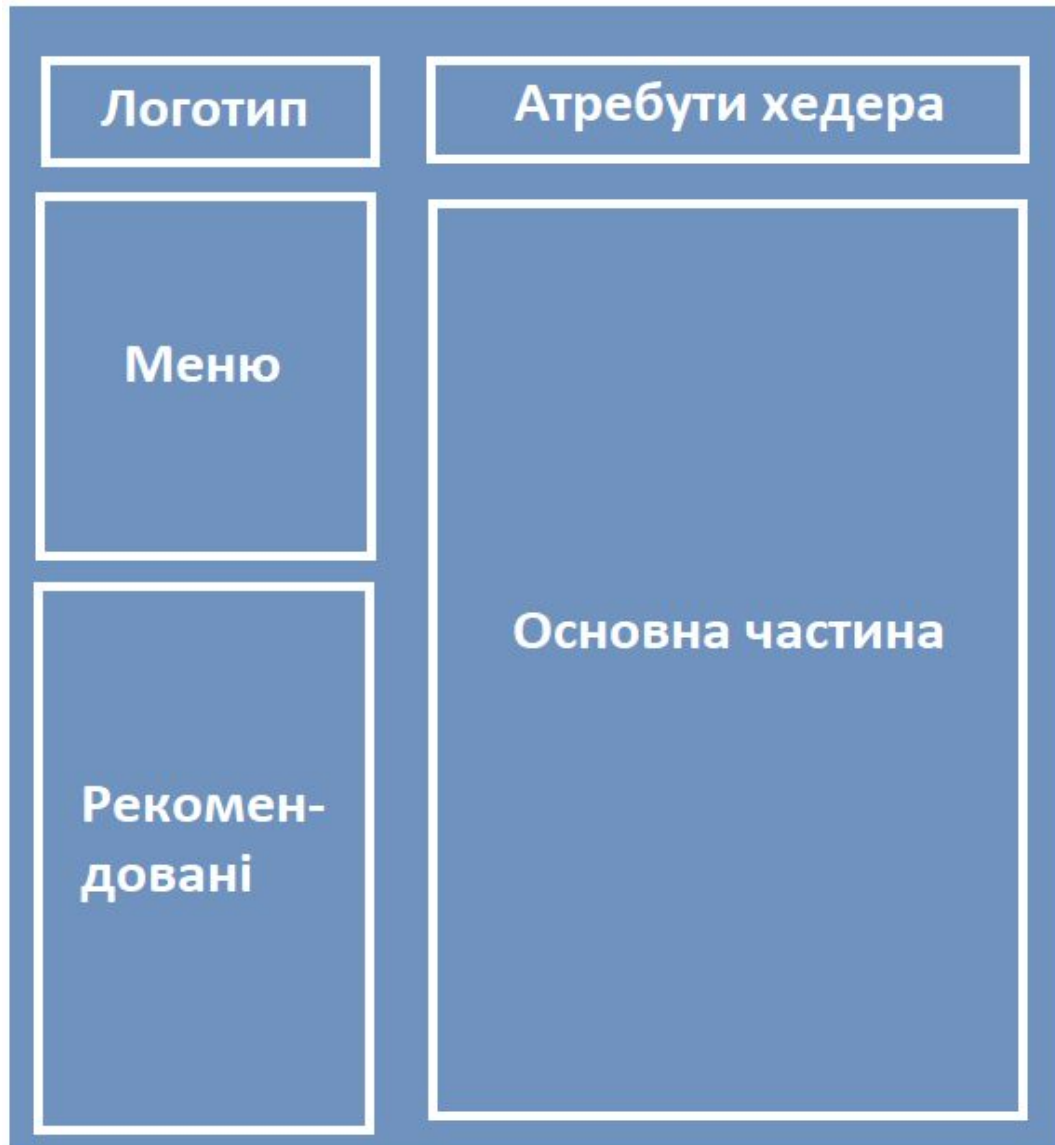 Логотип
Атребути хедера
Меню
Основна частина
Рекомен-
довані